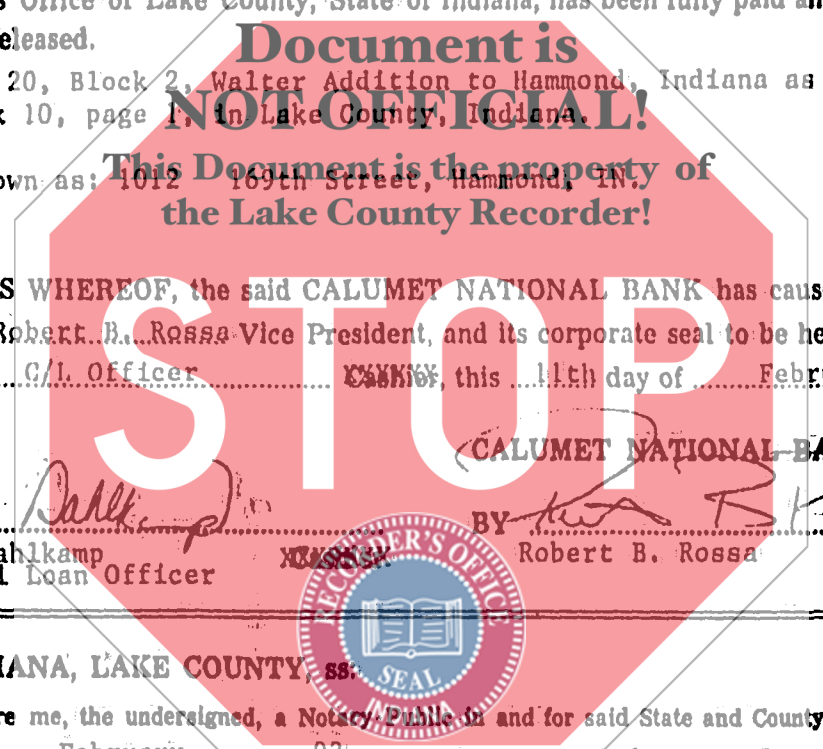 s Office of Lake County, State of Indiana, has been fully paid an
eleased.
Document is
20, Block 2, Walter Addition to Hammond, Indiana as
NOT OFFICIAL!
10, page 1, in Lake County, Indiana.
This Document is the property of
own as: 1012 169th Street, Hammond, IN.
the Lake County Recorder!
STOP
S WHEREOF, the said CALUMET NATIONAL BANK has caus
Robert B. Rossa Vice President, and its corporate seal to be he
C/L Officer Cashier, this 11th day of Febr
CALUMET NATIONAL BA
Dahlkamp
BY
ahlkamp Robert B. Rossa
l Loan Officer
RECORDER'S OFFICE
SEAL
INDIANA
IANA, LAKE COUNTY, ss:
re me, the undersigned, a Notary Public in and for said State and County
February